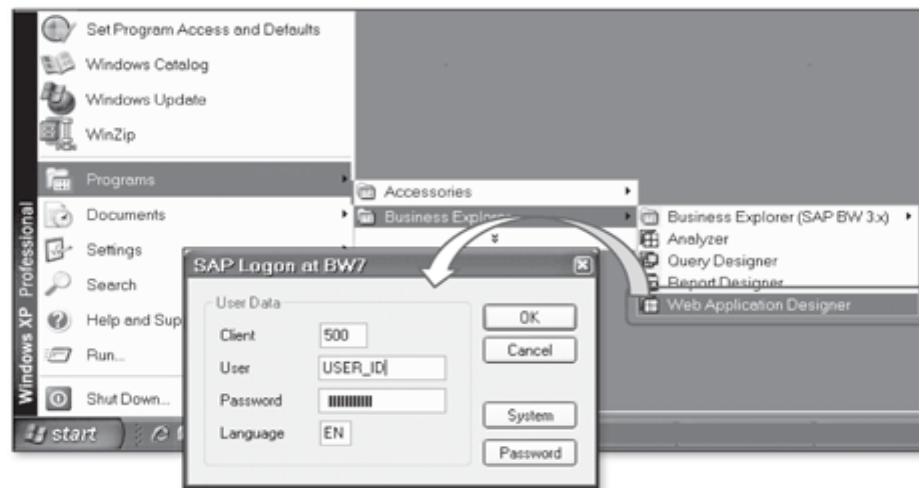 Set Program Access and Defaults
Windows Catalog
Windows Update
WinZip
Programs
Documents
Settings
Search
Help and Sup
Run...
Shut Down...
Windows XP Professional
start
Accessories
Business Explorer
Business Explorer (SAP BW 3.x)
Analyzer
Query Designer
Report Designer
Web Application Designer
SAP Logon at BW7
User Data
Client 500
User USER_ID
Password
Language EN
OK
Cancel
System
Password